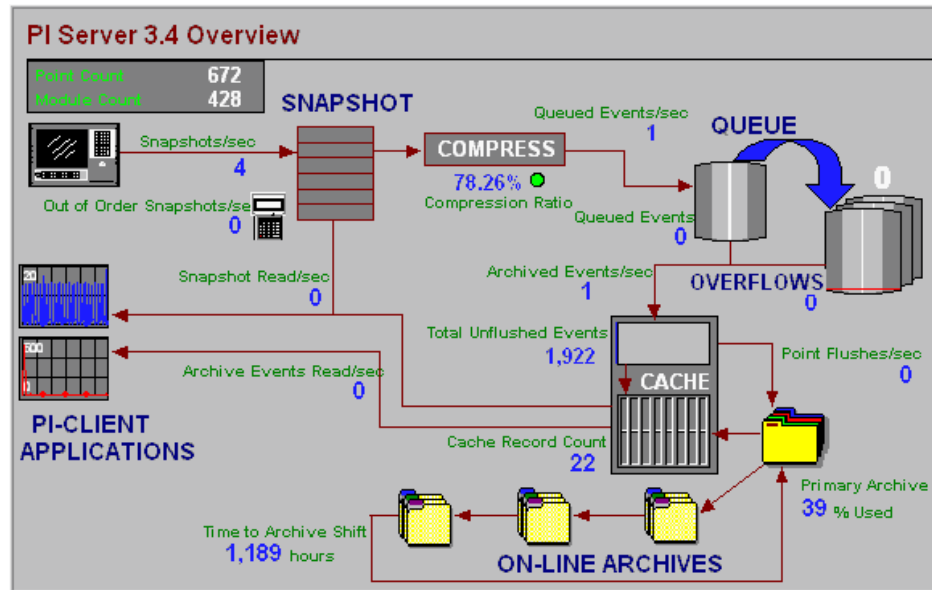 PI Server 3.4 Overview
Point Count 672
Module Count 428
SNAPSHOT
Snapshots/sec
4
Out of Order Snapshots/se
0
COMPRESS
78.26%
Compression Ratio
Queued Events/sec
1
QUEUE
0
Queued Events
0
OVERFLOWS
0
Snapshot Read/sec
0
Archived Events/sec
1
20
Total Unflushed Events
1,922
CACHE
Point Flushes/sec
0
600
0
Archive Events Read/sec
0
PI-CLIENT
APPLICATIONS
Cache Record Count
22
Primary Archive
39 % Used
Time to Archive Shift
1,189 hours
ON-LINE ARCHIVES